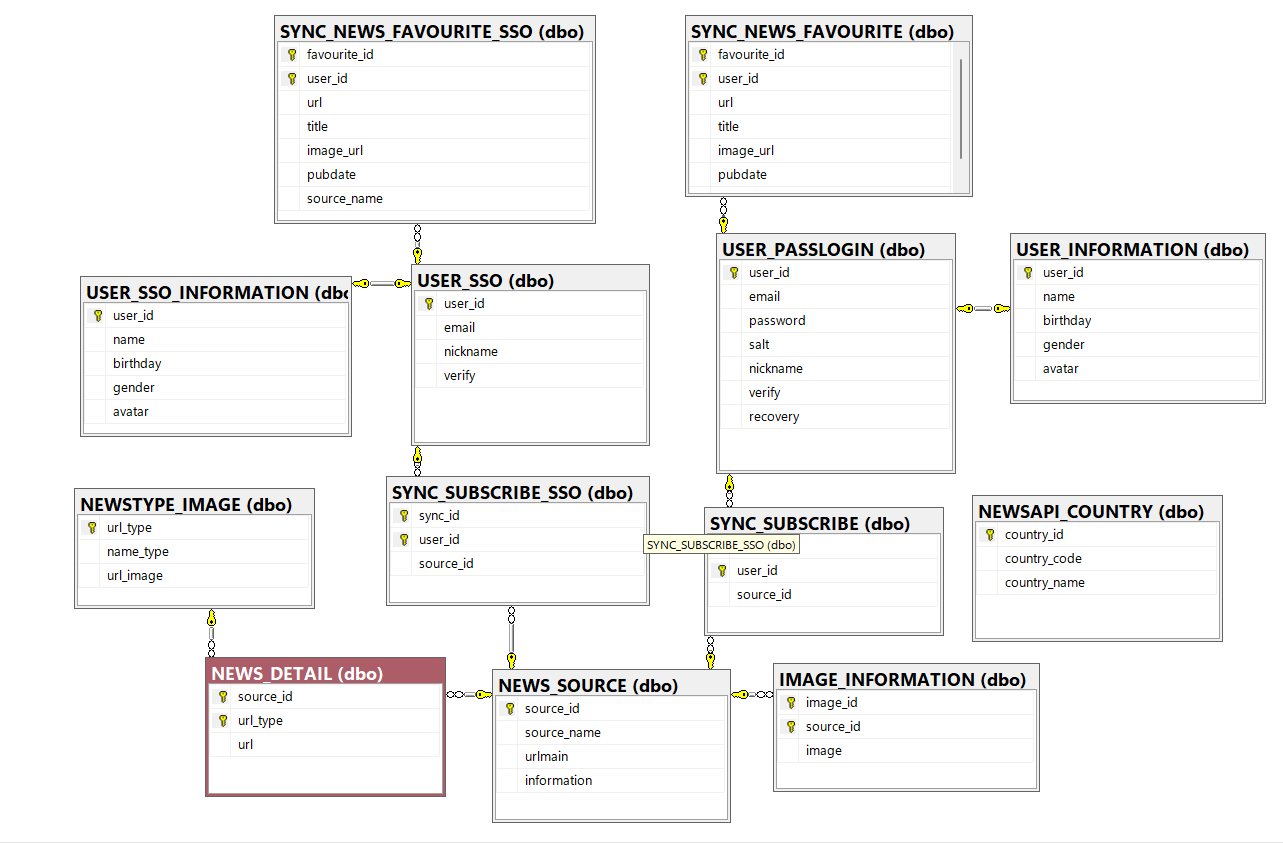 SYNC_NEWS_FAVOURITE_SSO (dbo)
favourite_id
user_id
url
title
image_url
pubdate
source_name
SYNC_NEWS_FAVOURITE (dbo)
favourite_id
user_id
url
title
image_url
pubdate
USER_SSO_INFORMATION (dbo
user_id
name
birthday
gender
avatar
USER_SSO (dbo)
user_id
email
nickname
verify
USER_PASSLOGIN (dbo)
user_id
email
password
salt
nickname
verify
recovery
USER_INFORMATION (dbo)
user_id
name
birthday
gender
avatar
NEWSTYPE_IMAGE (dbo)
url_type
name_type
url_image
SYNC_SUBSCRIBE_SSO (dbo)
sync_id
user_id
source_id
SYNC_SUBSCRIBE_SSO (dbo)
SYNC_SUBSCRIBE (dbo)
user_id
source_id
NEWSAPI_COUNTRY (dbo)
country_id
country_code
country_name
NEWS_DETAIL (dbo)
source_id
url_type
url
NEWS_SOURCE (dbo)
source_id
source_name
urlmain
information
IMAGE_INFORMATION (dbo)
image_id
source_id
image